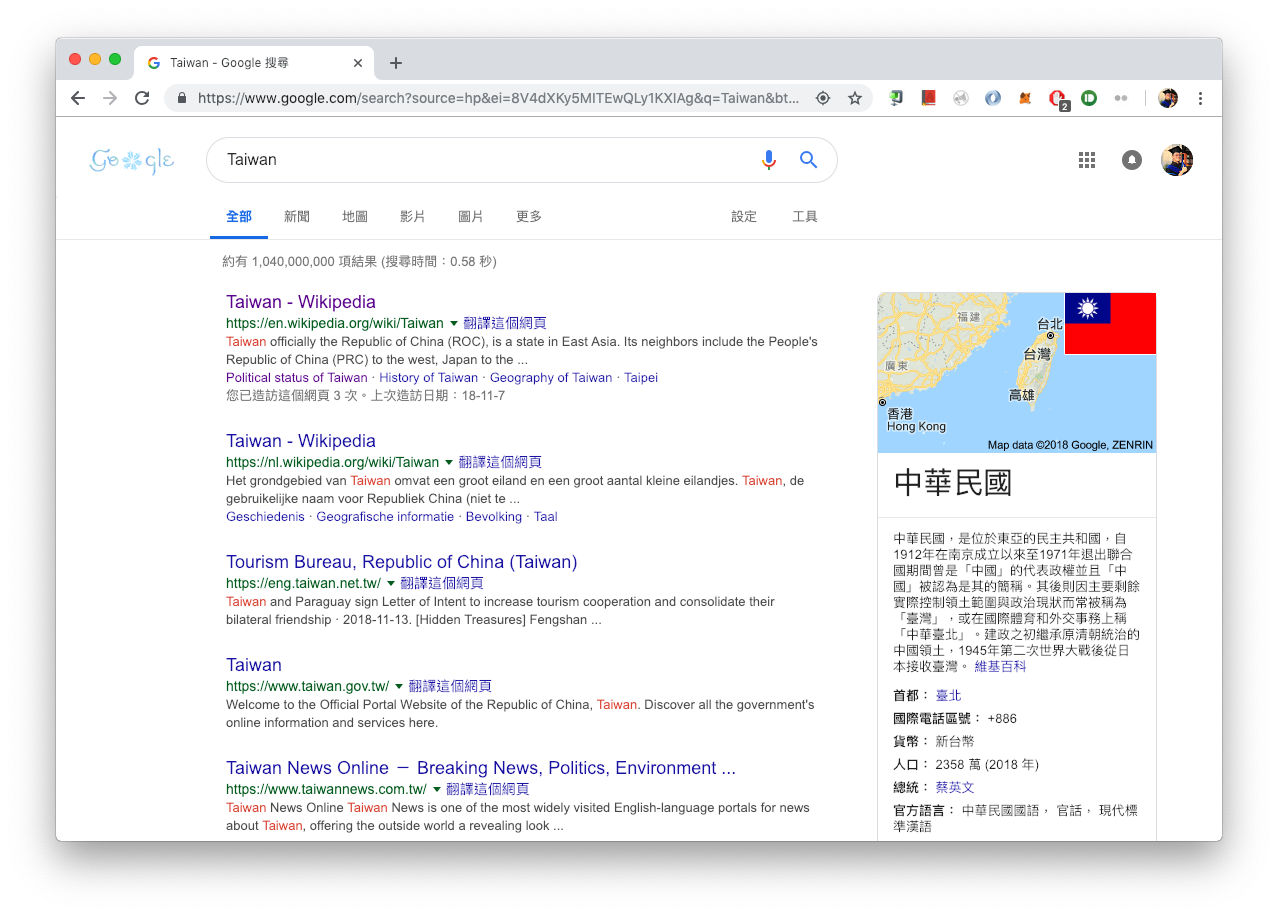 Taiwan - Google 搜尋
https://www.google.com/search?source=hp&ei=8V4dXKy5MITEwQLy1KXIAg&q=Taiwan&bt...
2
Google
Taiwan
全部 新聞 地圖 影片 圖片 更多 設定 工具
約有 1,040,000,000 項結果 (搜尋時間：0.58 秒)
Taiwan - Wikipedia
https://en.wikipedia.org/wiki/Taiwan 翻譯這個網頁
Taiwan officially the Republic of China (ROC), is a state in East Asia. Its neighbors include the People's
Republic of China (PRC) to the west, Japan to the ...
Political status of Taiwan · History of Taiwan · Geography of Taiwan · Taipei
您已造訪這個網頁 3 次。上次造訪日期：18-11-7
Taiwan - Wikipedia
https://nl.wikipedia.org/wiki/Taiwan 翻譯這個網頁
Het grondgebied van Taiwan omvat een groot eiland en een groot aantal kleine eilandjes. Taiwan, de
gebruikelijke naam voor Republiek China (niet te ...
Geschiedenis · Geografische informatie · Bevolking · Taal
Tourism Bureau, Republic of China (Taiwan)
https://eng.taiwan.net.tw/ 翻譯這個網頁
Taiwan and Paraguay sign Letter of Intent to increase tourism cooperation and consolidate their
bilateral friendship · 2018-11-13. [Hidden Treasures] Fengshan ...
Taiwan
https://www.taiwan.gov.tw/ 翻譯這個網頁
Welcome to the Official Portal Website of the Republic of China, Taiwan. Discover all the government's
online information and services here.
Taiwan News Online － Breaking News, Politics, Environment ...
https://www.taiwannews.com.tw/ 翻譯這個網頁
Taiwan News Online Taiwan News is one of the most widely visited English-language portals for news
about Taiwan, offering the outside world a revealing look ...
福建
台北
台灣
廣東
高雄
香港
Hong Kong
Map data ©2018 Google, ZENRIN
中華民國
中華民國，是位於東亞的民主共和國，自
1912年在南京成立以來至1971年退出聯合
國期間曾是「中國」的代表政權並且「中
國」被認為是其的簡稱。其後則因主要剩餘
實際控制領土範圍與政治現狀而常被稱為
「臺灣」，或在國際體育和外交事務上稱
「中華臺北」。建政之初繼承原清朝統治的
中國領土，1945年第二次世界大戰後從日
本接收臺灣。 維基百科
首都： 臺北
國際電話區號： +886
貨幣： 新台幣
人口： 2358 萬 (2018 年)
總統： 蔡英文
官方語言： 中華民國國語， 官話， 現代標
準漢語